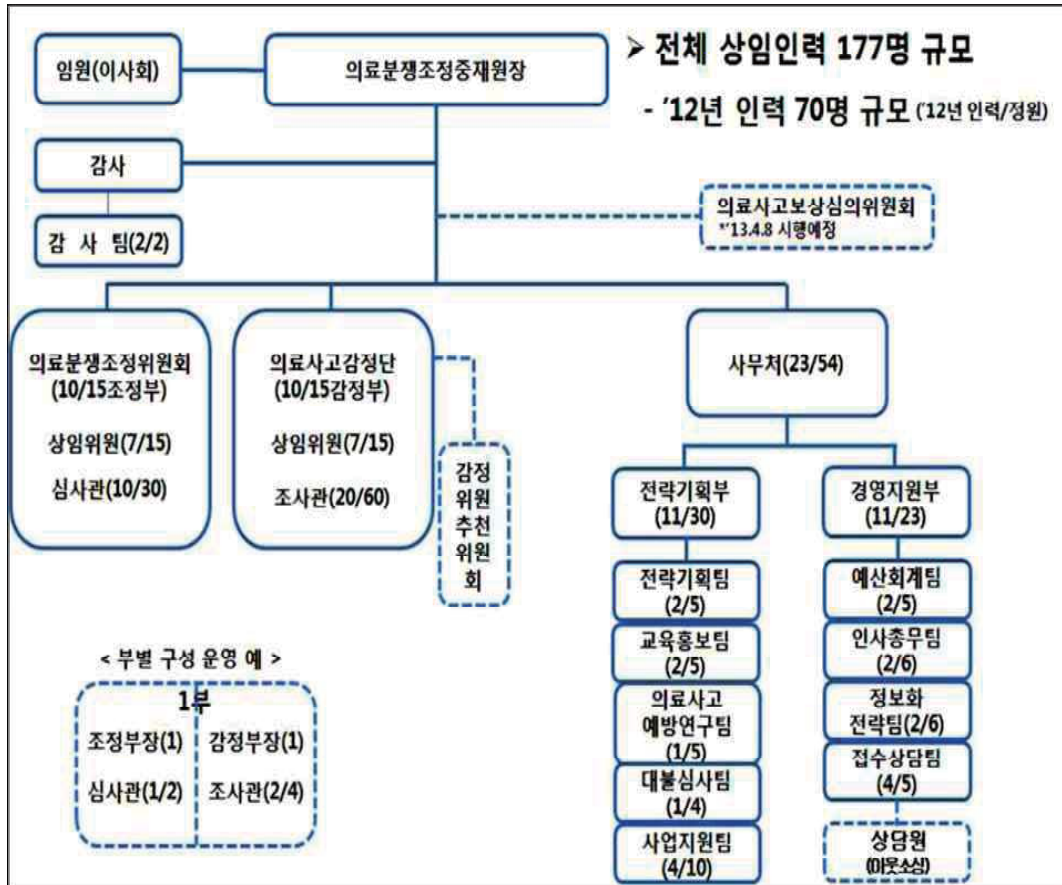 임원(이사회)
의료분쟁조정중재원장
➤ 전체 상임인력 177명 규모
- '12년 인력 70명 규모 ('12년 인력/정원)
감사
감 사 팀(2/2)
의료사고보상심의위원회
*'13.4.8 시행예정
의료분쟁조정위원회
(10/15조정부)
상임위원(7/15)
심사관(10/30)
의료사고감정단
(10/15감정부)
상임위원(7/15)
조사관(20/60)
감정
위원
추천
위원
회
사무처(23/54)
전략기획부
(11/30)
전략기획팀
(2/5)
교육홍보팀
(2/5)
의료사고
예방연구팀
(1/5)
대불심사팀
(1/4)
사업지원팀
(4/10)
경영지원부
(11/23)
예산회계팀
(2/5)
인사총무팀
(2/6)
정보화
전략팀(2/6)
접수상담팀
(4/5)
상담원
(아웃소싱)
< 부별 구성 운영 예 >
1부
조정부장(1)
심사관(1/2)
감정부장(1)
조사관(2/4)